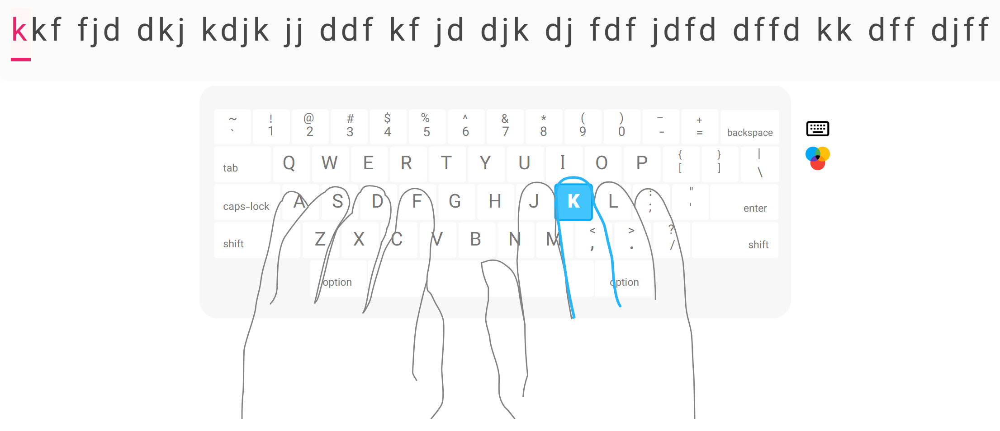 kkf fjd dkj kdjk jj ddf kf jd djk dj fdf jdfd dffd kk dff djff
~ ! @ # $ % ^ & * ( ) – +
` 1 2 3 4 5 6 7 8 9 0 - = backspace
tab Q W E R T Y U I O P { } |
[ ] \
caps-lock A S D F G H J K L : "
; ' enter
shift Z X C V B N M < > ?
, . / shift
option option